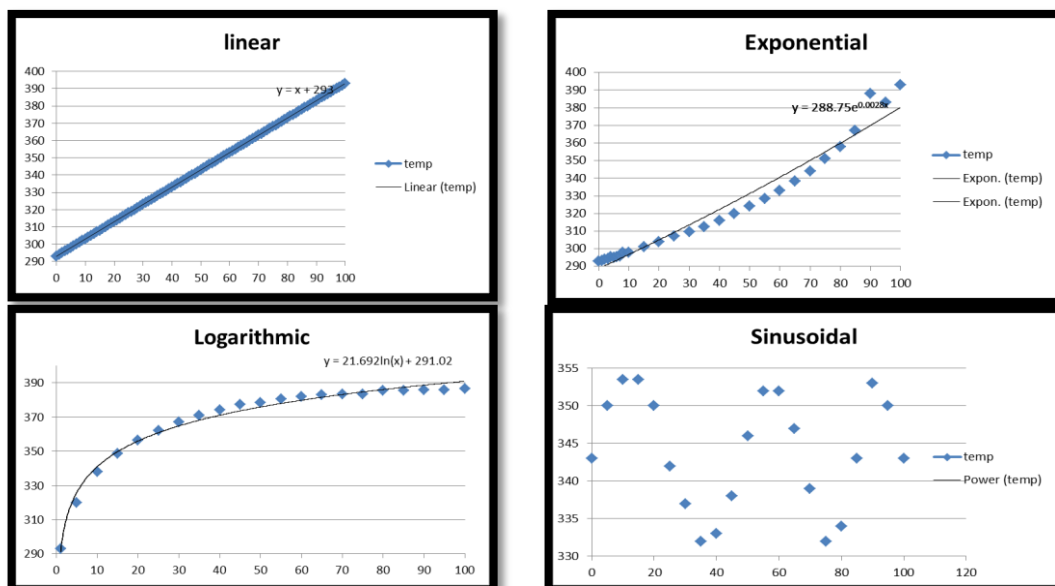 linear
400
390
380
370
360
350
340
330
320
310
300
290
y = x + 293
0 10 20 30 40 50 60 70 80 90 100
temp
Linear (temp)
Exponential
400
390
380
370
360
350
340
330
320
310
300
290
y = 288.75e^0.0028x
0 10 20 30 40 50 60 70 80 90 100
temp
Expon. (temp)
Expon. (temp)
Logarithmic
y = 21.692ln(x) + 291.02
390
370
350
330
310
290
0 10 20 30 40 50 60 70 80 90 100
Sinusoidal
355
350
345
340
335
330
0 20 40 60 80 100 120
temp
Power (temp)